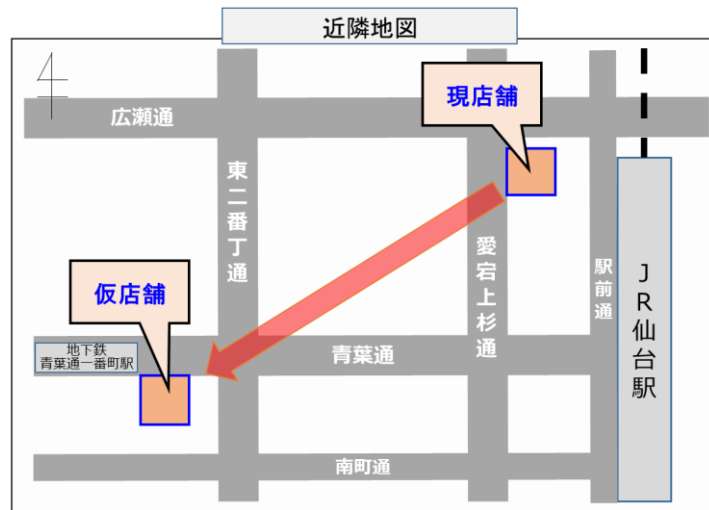 近隣地図
現店舗
広瀬通
東二番丁通
愛宕上杉通
駅前通
JR仙台駅
仮店舗
地下鉄
青葉通一番町駅
青葉通
南町通